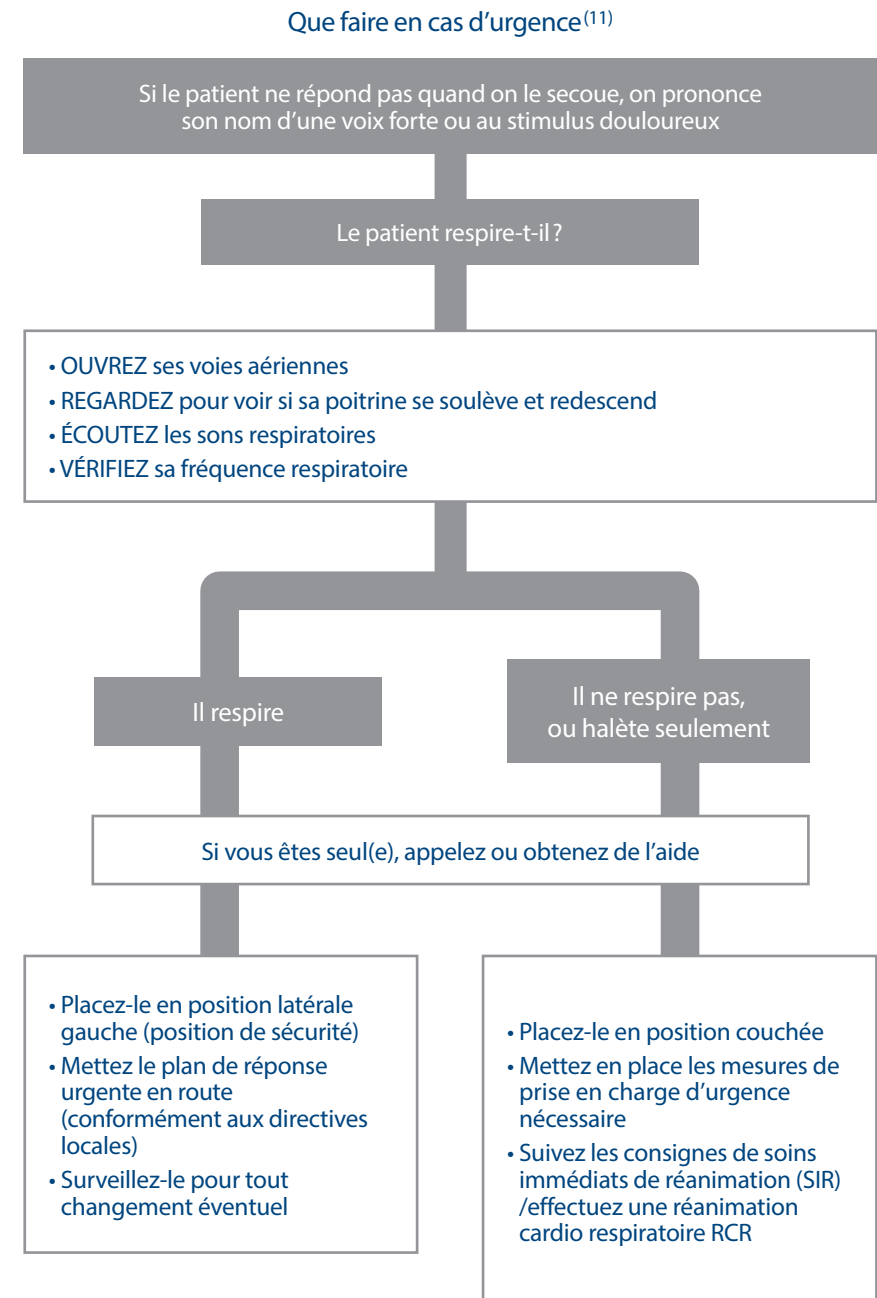 Que faire en cas d’urgence(11)
Si le patient ne répond pas quand on le secoue, on prononce
son nom d’une voix forte ou au stimulus douloureux
Le patient respire-t-il ?
• OUVREZ ses voies aériennes
• REGARDEZ pour voir si sa poitrine se soulève et redescend
• ÉCOUTEZ les sons respiratoires
• VÉRIFIEZ sa fréquence respiratoire
Il respire
Il ne respire pas,
ou halète seulement
Si vous êtes seul(e), appelez ou obtenez de l’aide
• Placez-le en position latérale
gauche (position de sécurité)
• Mettez le plan de réponse
urgente en route
(conformément aux directives
locales)
• Surveillez-le pour tout
changement éventuel
• Placez-le en position couchée
• Mettez en place les mesures de
prise en charge d’urgence
nécessaire
• Suivez les consignes de soins
immédiats de réanimation (SIR)
/effectuez une réanimation
cardio respiratoire RCR